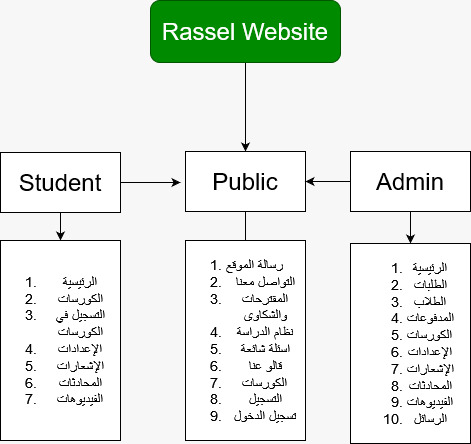 Rassel Website
Student
Public
Admin
1. الرئيسية
2. الكورسات
3. التسجيل في
الكورسات
4. الإعدادات
5. الإشعارات
6. المحادثات
7. الفيديوهات
1. رسالة الموقع
2. التواصل معنا
3. المقترحات
والشكاوى
4. نظام الدراسة
5. اسئلة شائعة
6. قالو عنا
7. الكورسات
8. التسجيل
9. تسجيل الدخول
1. الرئيسية
2. الطلبات
3. الطلاب
4. المدفوعات
5. الكورسات
6. الإعدادات
7. الإشعارات
8. المحادثات
9. الفيديوهات
10. الرسائل